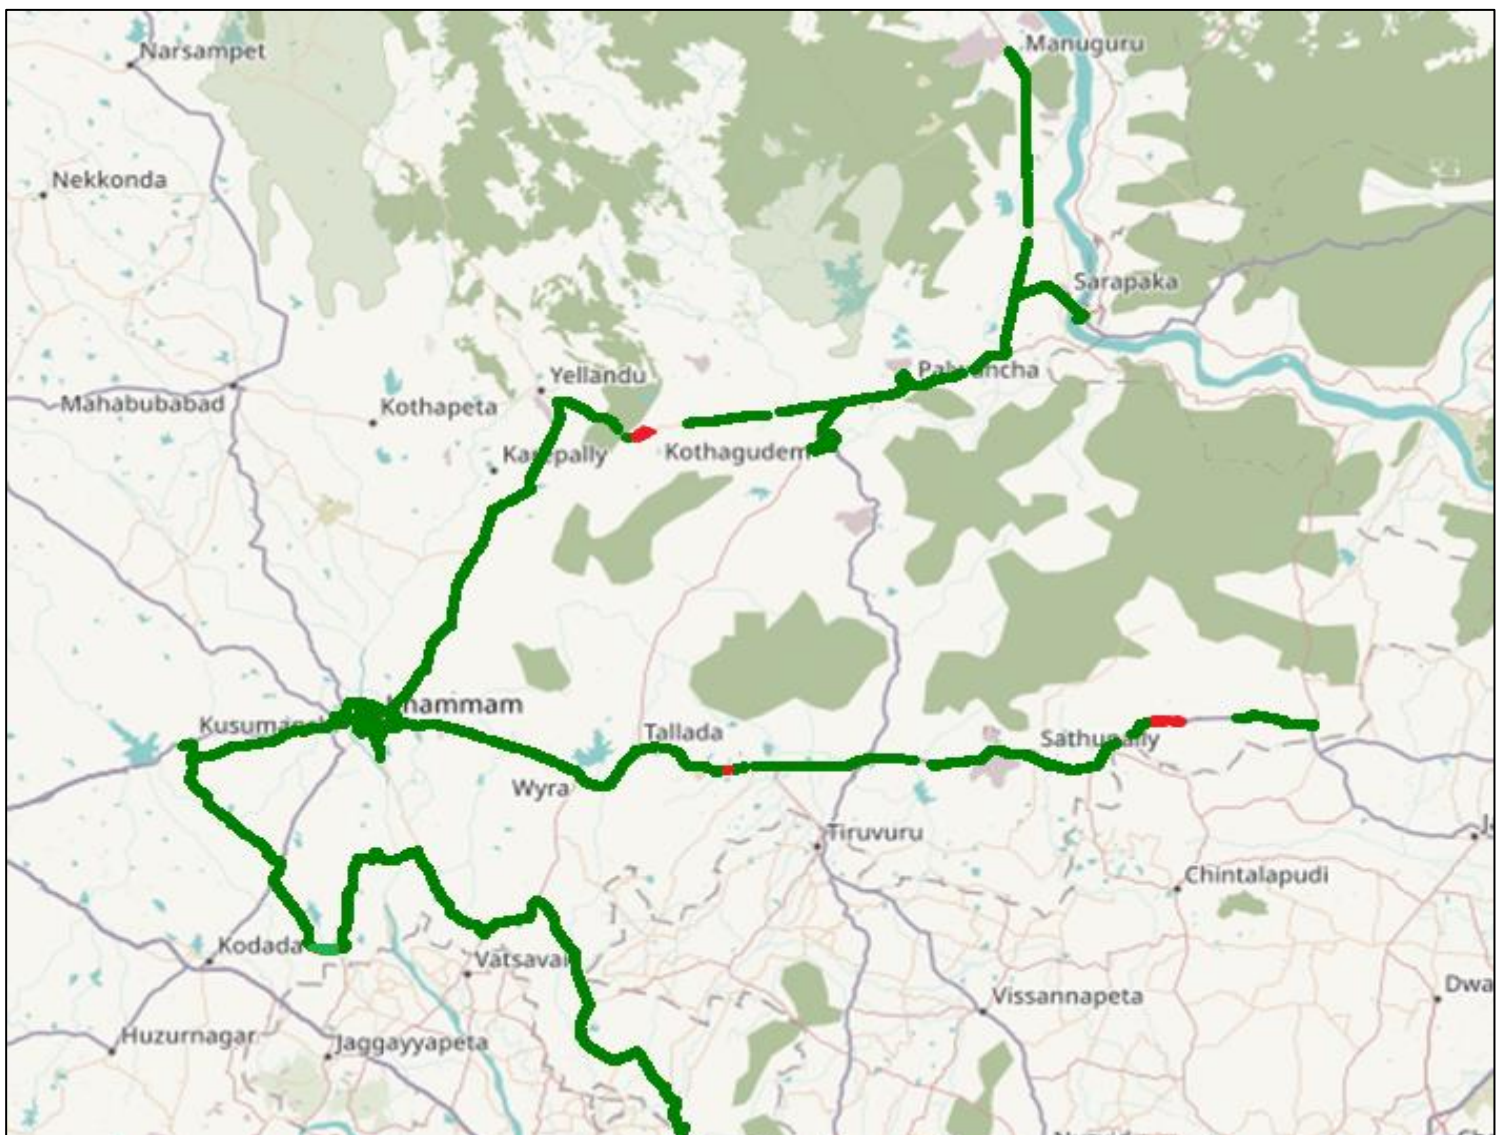 Manuguru
Narsampet
Nekkonda
Sarapaka
Yellandu
Mahabubabad
Kothapeta
Kothagudem
Tallada
Wyra
Tiruvuru
Chintalapudi
Kodada
Vatsavai
Vissannapeta
Huzurnagar
Jaggayyapeta